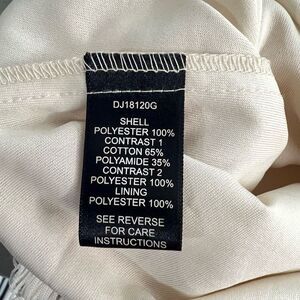 DJ18120G
SHELL
POLYESTER 100%
CONTRAST 1
COTTON 65%
POLYAMIDE 35%
CONTRAST 2
POLYESTER 100%
LINING
POLYESTER 100%
SEE REVERSE
FOR CARE
INSTRUCTIONS